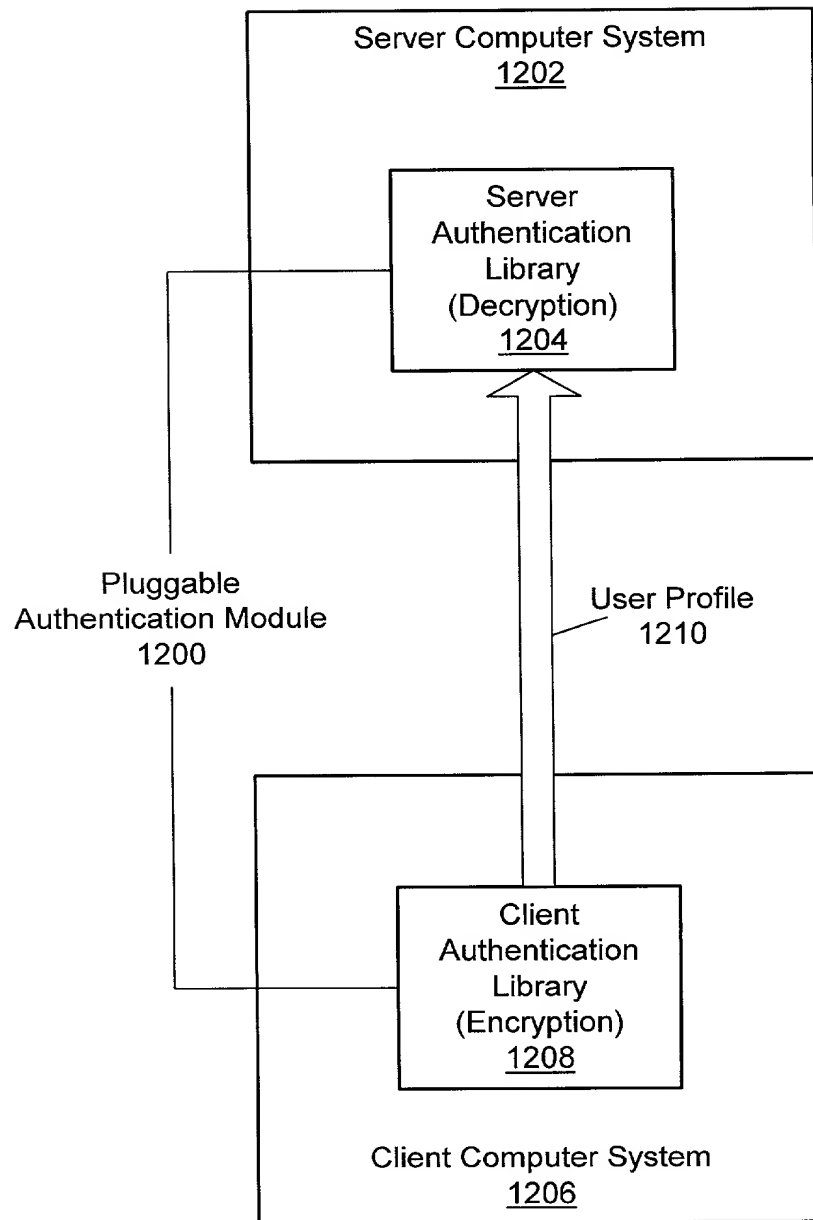 Server Computer System
1202
Server
Authentication
Library
(Decryption)
1204
Pluggable
Authentication Module
1200
User Profile
1210
Client
Authentication
Library
(Encryption)
1208
Client Computer System
1206